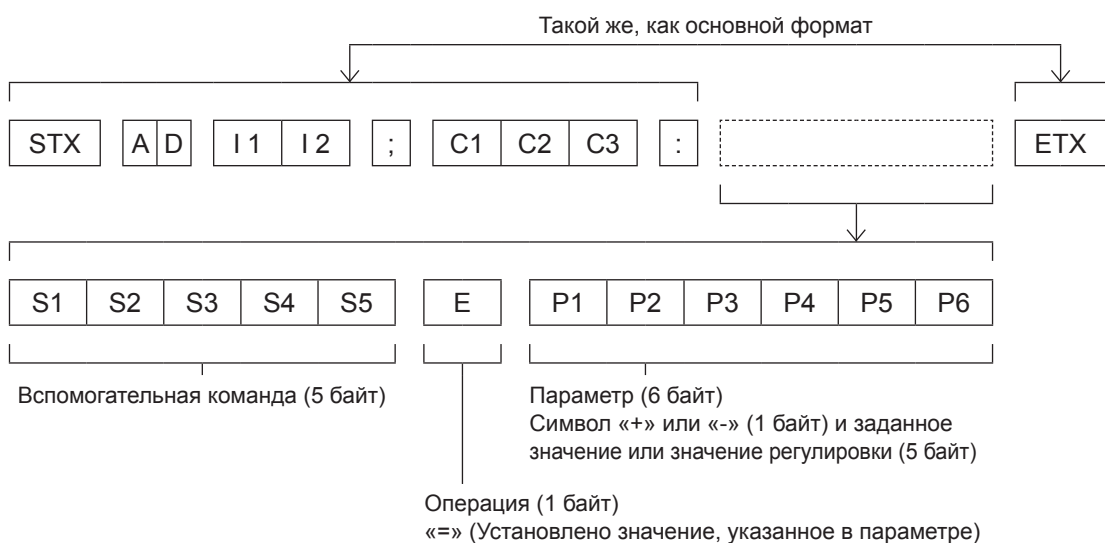 Такой же, как основной формат
STX A D I 1 I 2 ; C1 C2 C3 : ETX
S1 S2 S3 S4 S5 E P1 P2 P3 P4 P5 P6
Вспомогательная команда (5 байт)
Параметр (6 байт)
Символ «+» или «-» (1 байт) и заданное
значение или значение регулировки (5 байт)
Операция (1 байт)
«=» (Установлено значение, указанное в параметре)